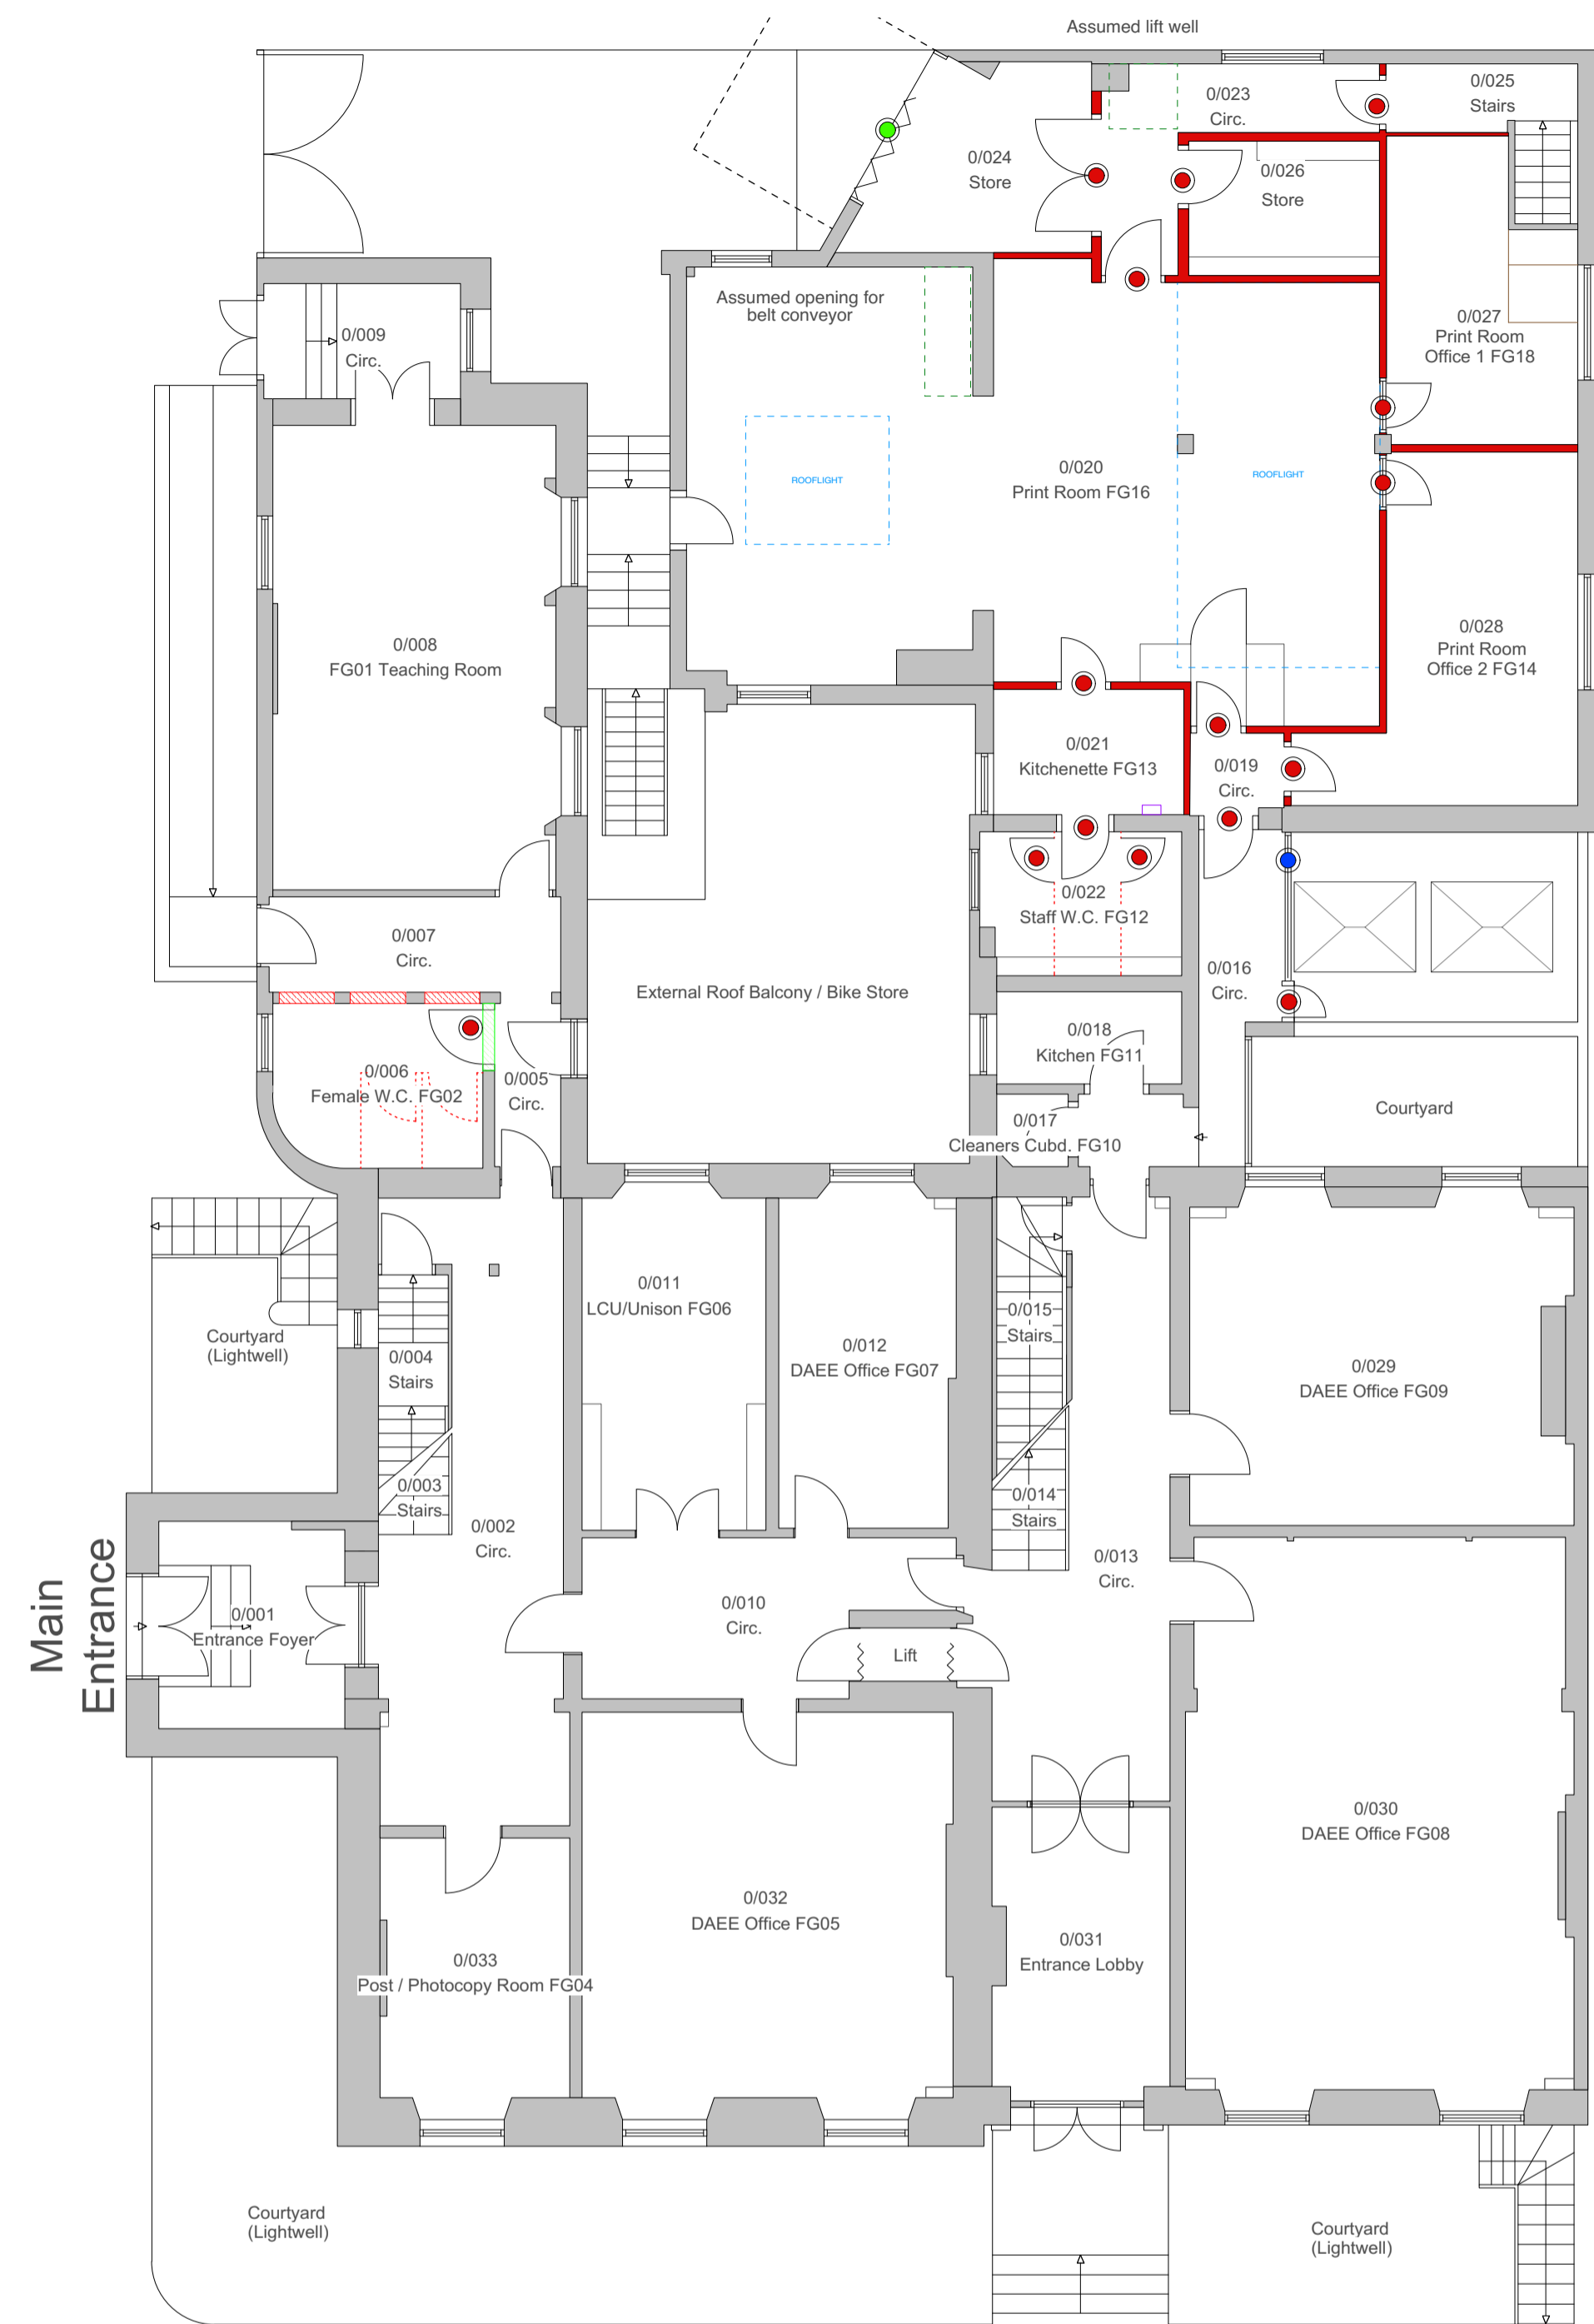 Assumed lift well
0/023
Circ.
0/025
Stairs
0/024
Store
0/026
Store
Assumed opening for
belt conveyor
0/027
Print Room
Office 1 FG18
0/009
Circ.
ROOFLIGHT
0/020
Print Room FG16
ROOFLIGHT
0/008
FG01 Teaching Room
0/028
Print Room
Office 2 FG14
0/021
Kitchenette FG13
0/019
Circ.
0/022
Staff W.C. FG12
0/007
Circ.
External Roof Balcony / Bike Store
0/016
Circ.
0/018
Kitchen FG11
0/006
Female W.C. FG02
0/005
Circ.
0/017
Cleaners Cubd. FG10
Courtyard
0/011
LCU/Unison FG06
0/015
Stairs
Courtyard
(Lightwell)
0/004
Stairs
0/012
DAEE Office FG07
0/029
DAEE Office FG09
0/003
Stairs
0/014
Stairs
0/002
Circ.
0/013
Circ.
Main
Entrance
0/001
Entrance Foyer
0/010
Circ.
Lift
0/030
DAEE Office FG08
0/032
DAEE Office FG05
0/031
Entrance Lobby
0/033
Post / Photocopy Room FG04
Courtyard
(Lightwell)
Courtyard
(Lightwell)